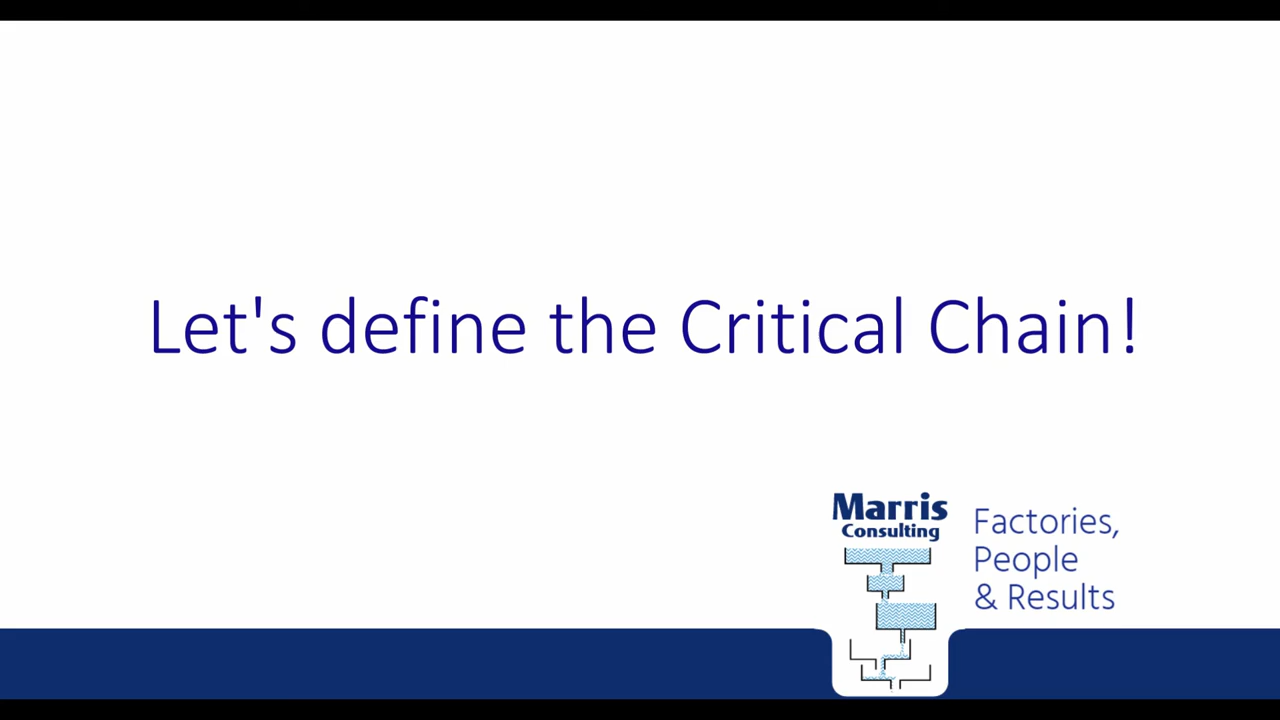 Let's define the Critical Chain!
Marris
Consulting
Factories,
People
& Results